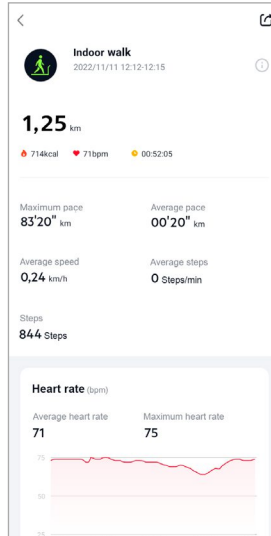 Indoor walk
2022/11/11 12:12-12:15
1,25 km
714kcal 71bpm 00:52:05
Maximum pace Average pace
83'20" km 00'20" km
Average speed Average steps
0,24 km/h 0 Steps/min
Steps
844 Steps
Heart rate (bpm)
Average heart rate Maximum heart rate
71 75
75
50
25